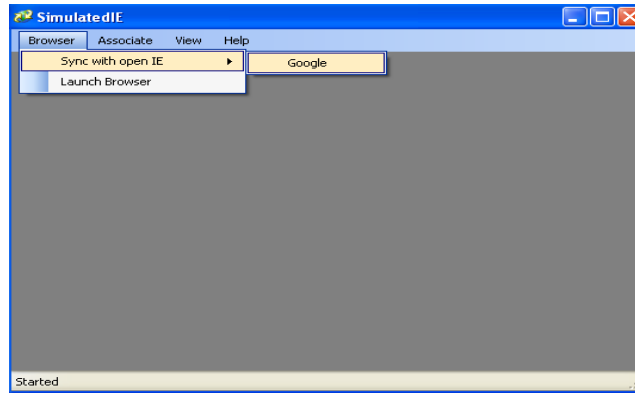 SimulatedIE
Browser Associate View Help
Sync with open IE Google
Launch Browser
Started